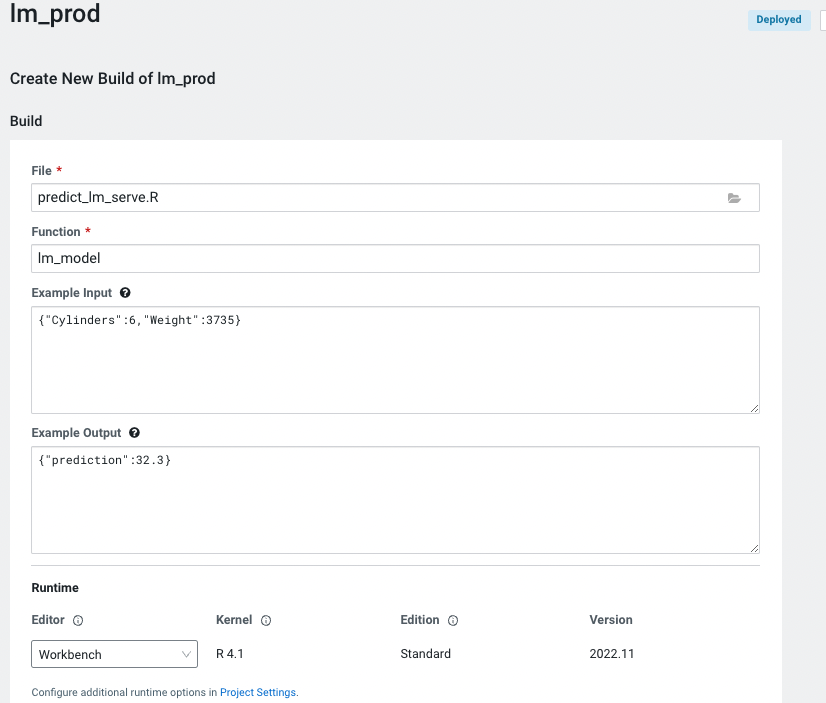 lm_prod
Deployed
Create New Build of lm_prod
Build
File *
predict_lm_serve.R
Function *
lm_model
Example Input ?
{"Cylinders":6,"Weight":3735}
Example Output ?
{"prediction":32.3}
Runtime
Editor Kernel Edition Version
Workbench R 4.1 Standard 2022.11
Configure additional runtime options in Project Settings.